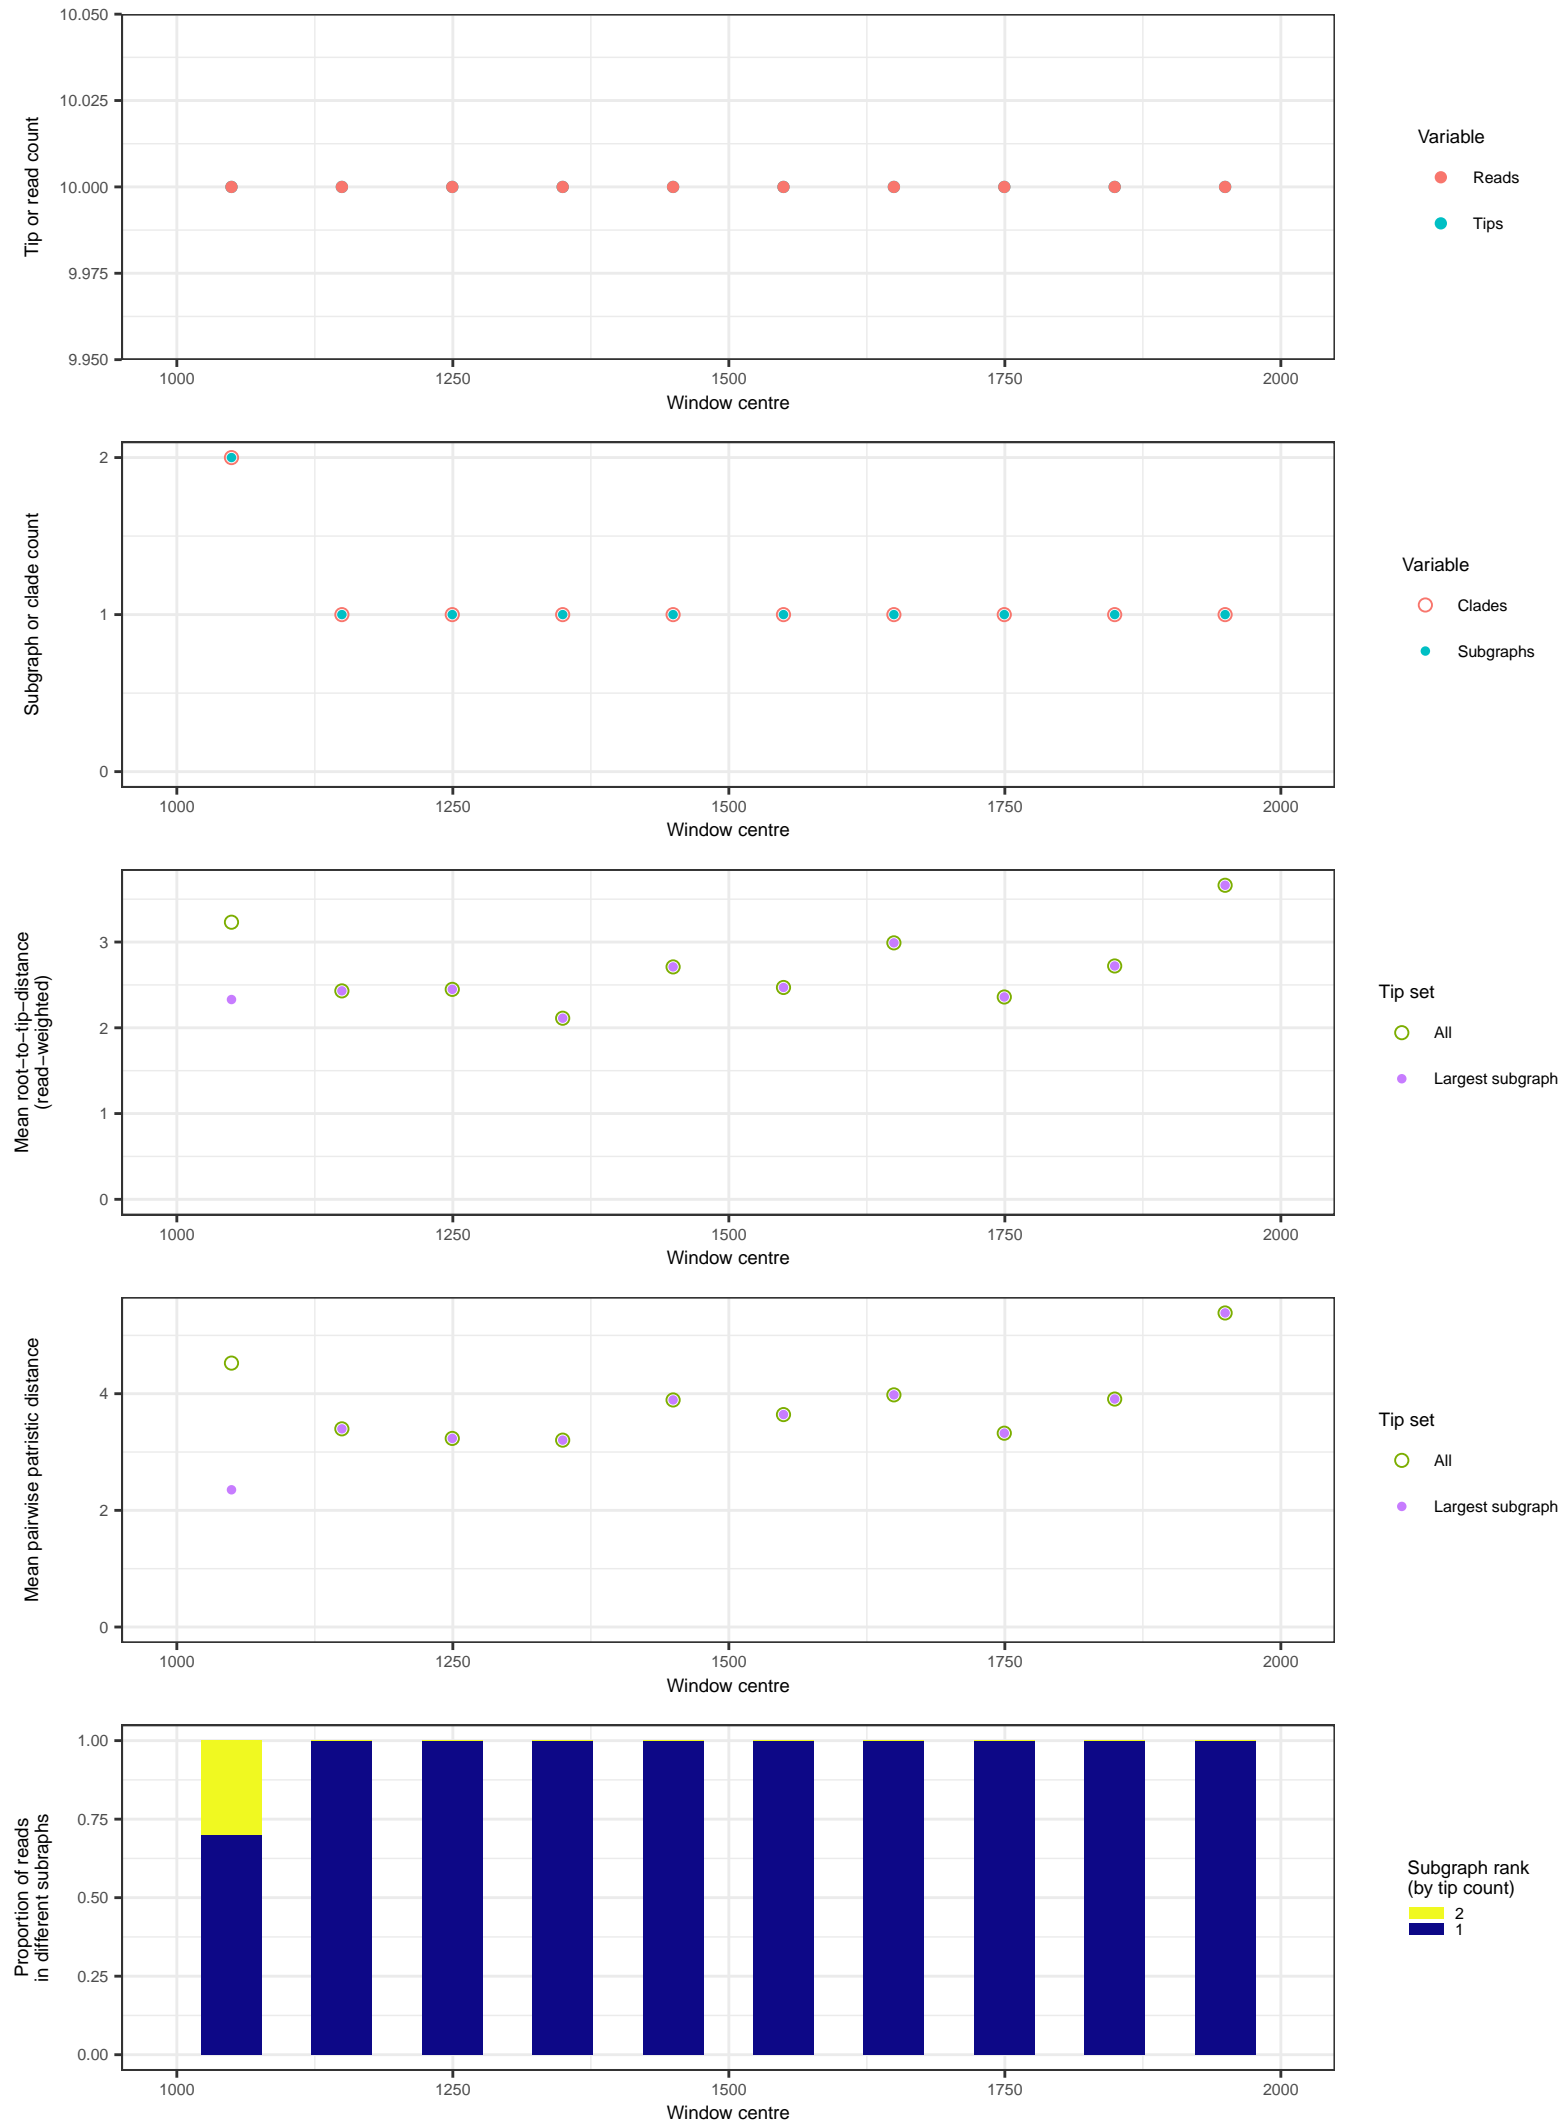 10.050
10.025
10.000
9.975
9.950
Tip or read count
1000 1250 1500 1750 2000
Window centre
Variable
Reads
Tips
2
1
0
Subgraph or clade count
1000 1250 1500 1750 2000
Window centre
Variable
Clades
Subgraphs
3
2
1
0
Mean root−to−tip−distance
(read−weighted)
1000 1250 1500 1750 2000
Window centre
Tip set
All
Largest subgraph
4
2
0
Mean pairwise patristic distance
1000 1250 1500 1750 2000
Window centre
Tip set
All
Largest subgraph
1.00
0.75
0.50
0.25
0.00
Proportion of reads
in different subraphs
1000 1250 1500 1750 2000
Window centre
Subgraph rank
(by tip count)
2
1